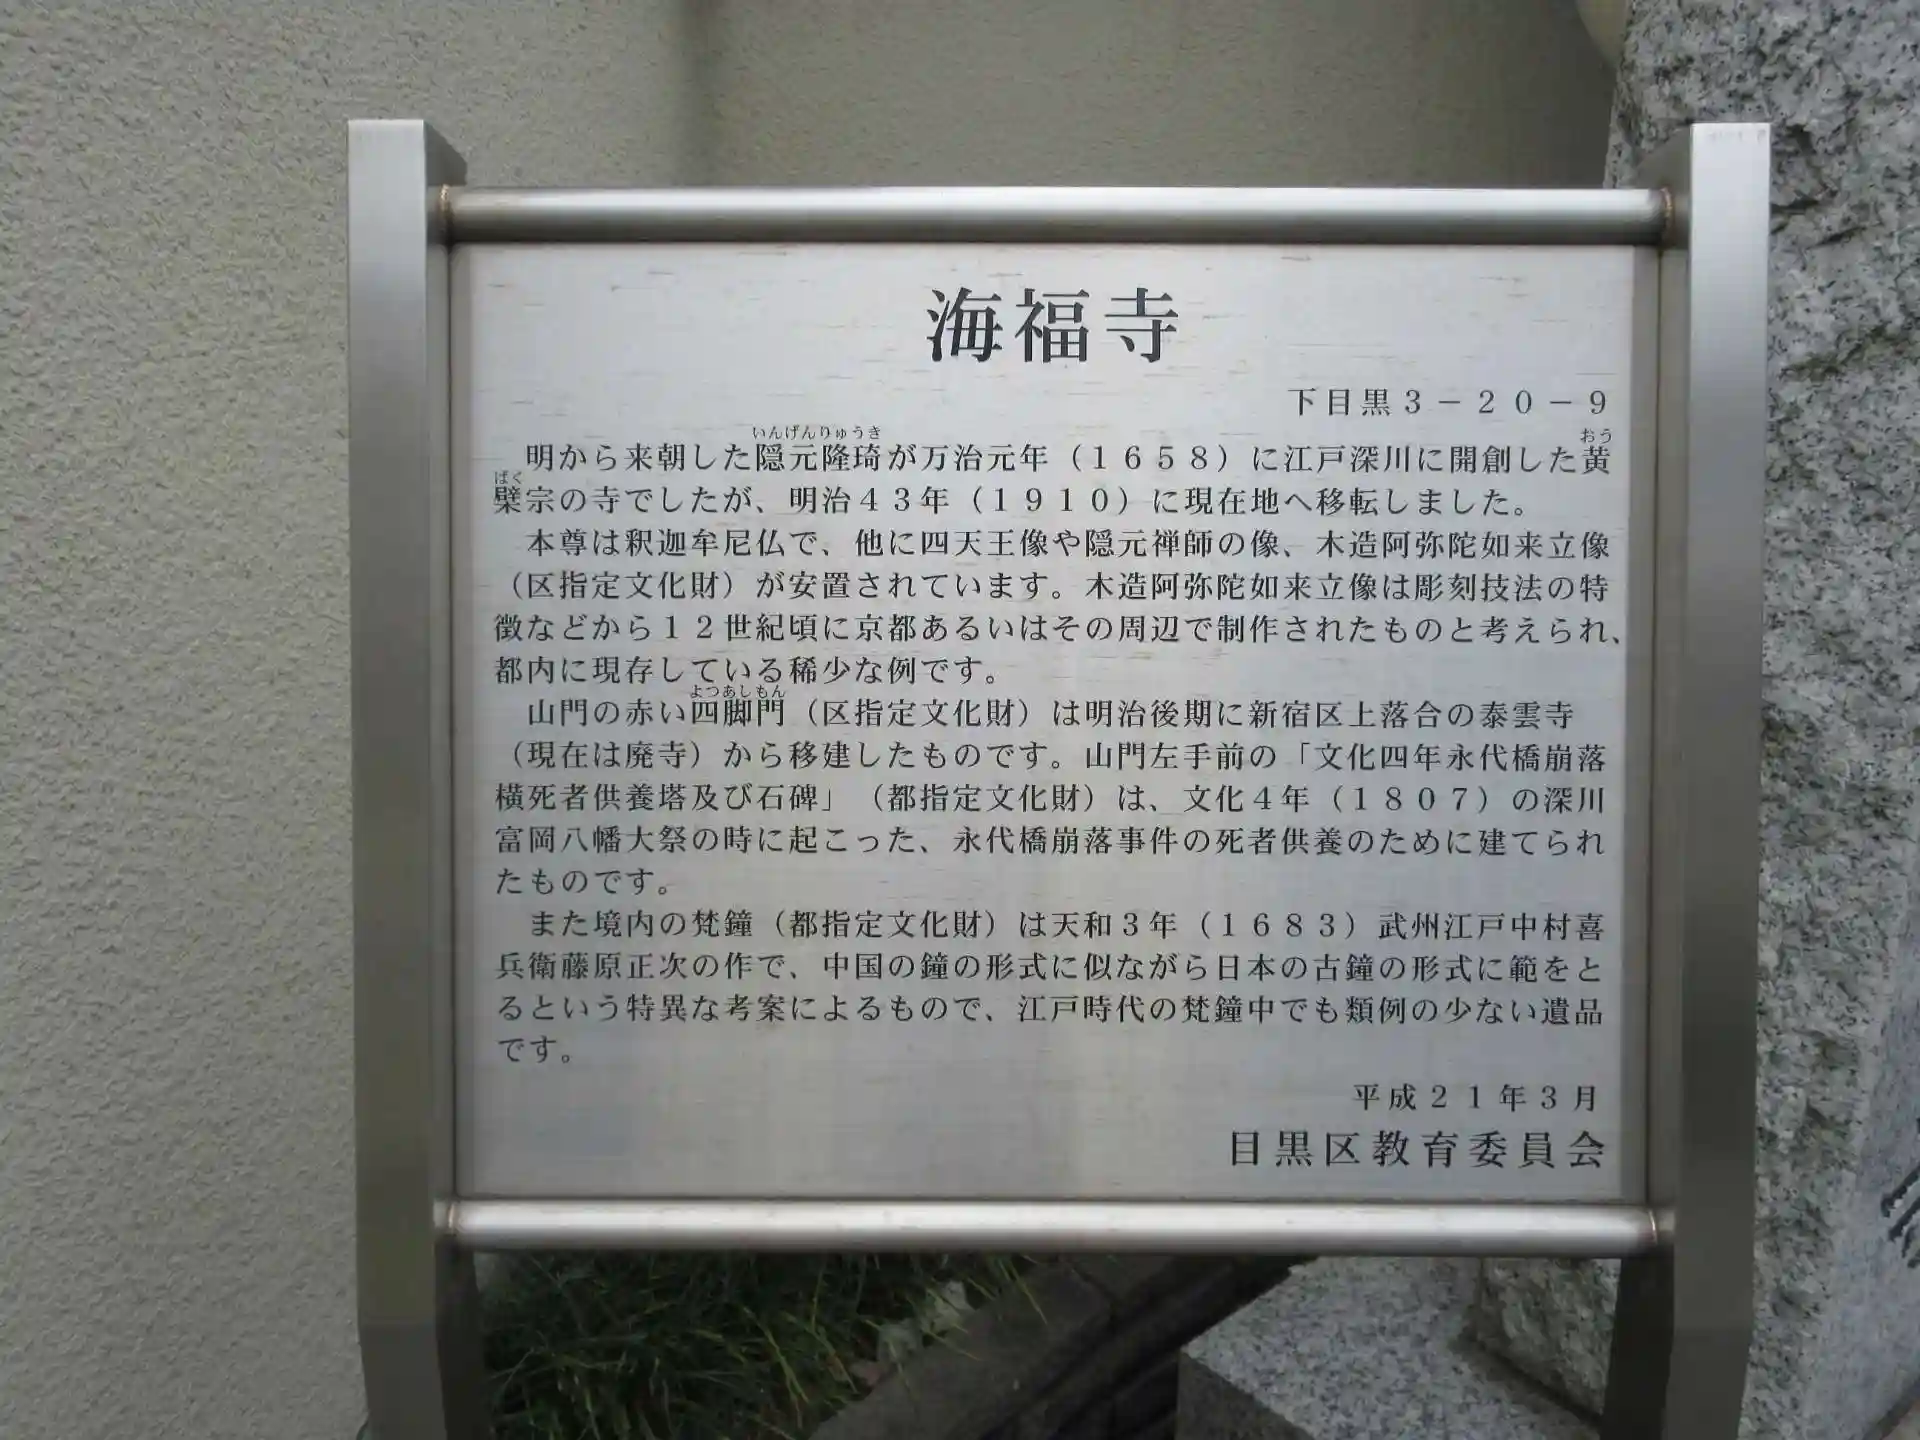 海福寺
下目黒３－２０－９
明から来朝した隠元隆琦が万治元年（１６５８）に江戸深川に開創した黄
檗宗の寺でしたが、明治４３年（１９１０）に現在地へ移転しました。
本尊は釈迦牟尼仏で、他に四天王像や隠元禅師の像、木造阿弥陀如来立像
（区指定文化財）が安置されています。木造阿弥陀如来立像は彫刻技法の特
徴などから１２世紀頃に京都あるいはその周辺で制作されたものと考えられ、
都内に現存している稀少な例です。
山門の赤い四脚門（区指定文化財）は明治後期に新宿区上落合の泰雲寺
（現在は廃寺）から移建したものです。山門左手前の「文化四年永代橋崩落
横死者供養塔及び石碑」（都指定文化財）は、文化４年（１８０７）の深川
富岡八幡大祭の時に起こった、永代橋崩落事件の死者供養のために建てられ
たものです。
また境内の梵鐘（都指定文化財）は天和３年（１６８３）武州江戸中村喜
兵衛藤原正次の作で、中国の鐘の形式に似ながら日本の古鐘の形式に範をと
るという特異な考案によるもので、江戸時代の梵鐘中でも類例の少ない遺品
です。
平成２１年３月
目黒区教育委員会